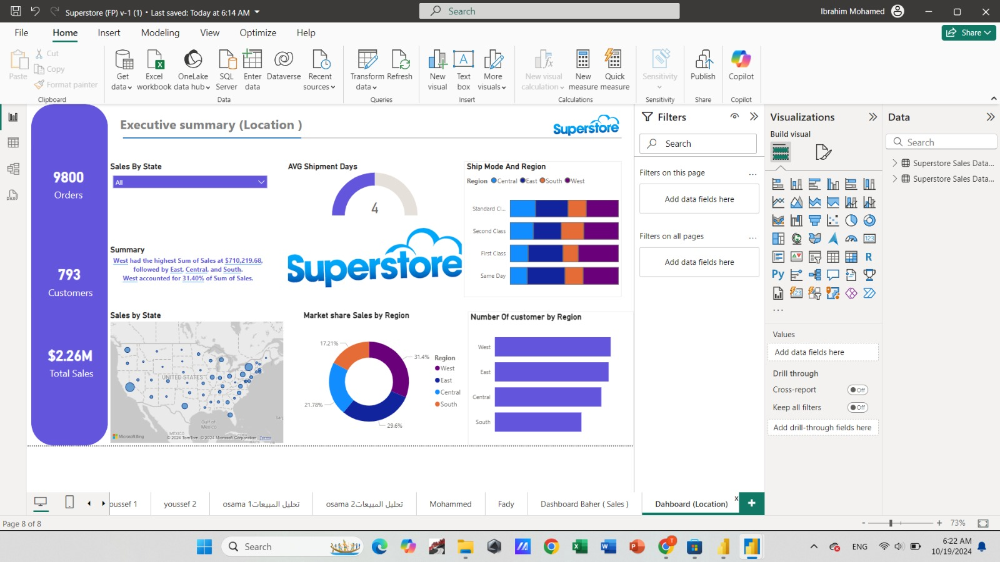 Superstore (FP) v-1 (1) • Last saved: Today at 6:14 AM
Search
Ibrahim Mohamed
File
Home
Insert
Modeling
View
Optimize
Help
Share
Paste
Cut
Copy
Format painter
Clipboard
Get data
Excel workbook
OneLake data hub
SQL Server
Enter data
Dataverse
Recent sources
Data
Transform data
Refresh
Queries
New visual
Text box
More visuals
Insert
New visual calculation
New measure
Quick measure
Calculations
Sensitivity
Sensitivity
Publish
Share
Copilot
Copilot
Executive summary (Location )
Superstore
9800
Orders
793
Customers
$2.26M
Total Sales
Sales By State
All
AVG Shipment Days
4
Superstore
Ship Mode And Region
Region Central East South West
Standard Cl...
Second Class
First Class
Same Day
Summary
West had the highest Sum of Sales at $710,219.68,
followed by East, Central, and South.
West accounted for 31.40% of Sum of Sales.
Sales by State
UNITED STATES
Gulf of
Mexico
MEXICO
CUBA
Sarg
Microsoft Bing
© 2024 TomTom, © 2024 Microsoft Corporation Terms
Market share Sales by Region
17.21%
31.4%
21.78%
29.6%
Region
West
East
Central
South
Number Of customer by Region
West
East
Central
South
Filters
Search
Filters on this page
...
Add data fields here
Filters on all pages
...
Add data fields here
Visualizations
Build visual
123
R
Py
...
Values
Add data fields here
Drill through
Cross-report
Off
Keep all filters
Off
Add drill-through fields here
Data
Search
Superstore Sales Data...
Superstore Sales Data...
DAX
oussef 1
youssef 2
osama 1تحليل المبيعات
osama 2تحليل المبيعات
Mohammed
Fady
Dashboard Baher ( Sales )
Dahboard (Location)
x
+
Page 8 of 8
-
+
73%
Search
T
ENG
6:22 AM
10/19/2024